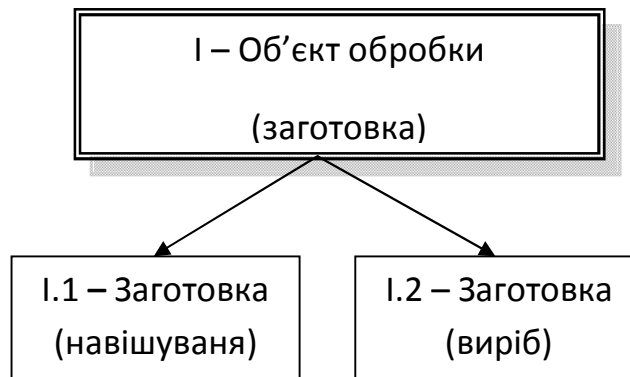 І – Об’єкт обробки
(заготовка)
І.1 – Заготовка
(навішуваня)
І.2 – Заготовка
(виріб)